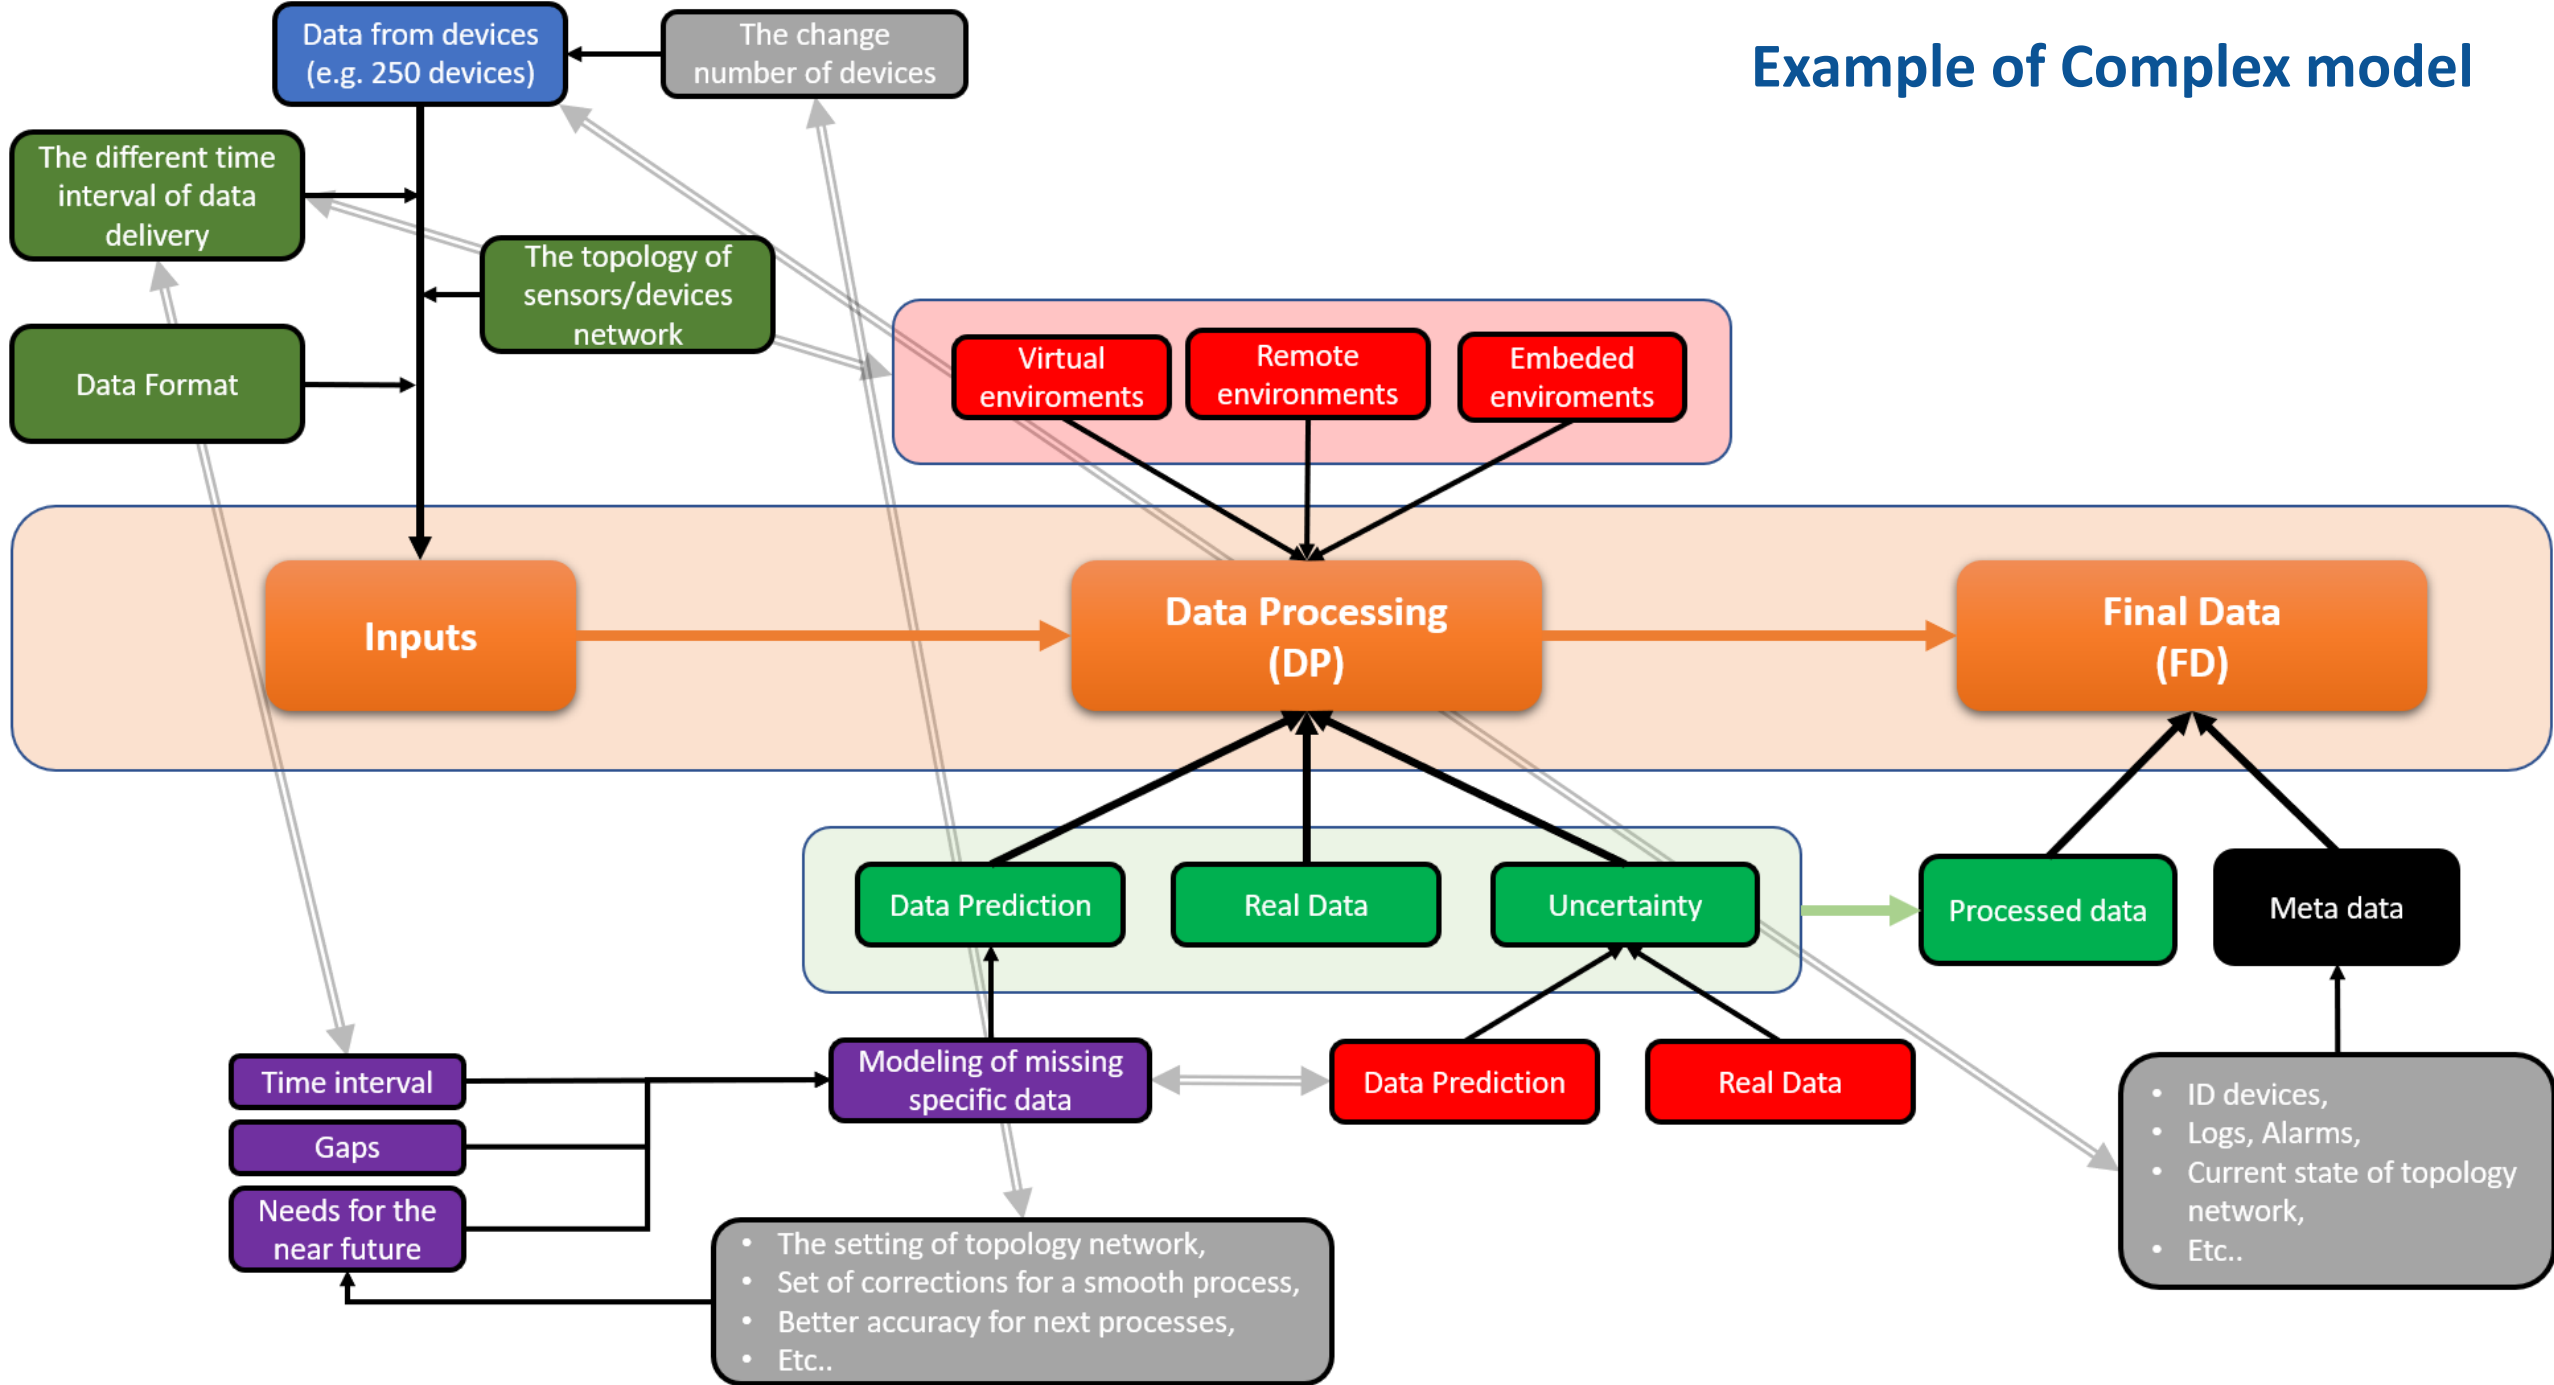 Example of Complex model
Data from devices
(e.g. 250 devices)
The change
number of devices
The different time
interval of data
delivery
The topology of
sensors/devices
network
Data Format
Virtual
enviroments
Remote
environments
Embeded
enviroments
Inputs
Data Processing
(DP)
Final Data
(FD)
Data Prediction
Real Data
Uncertainty
Processed data
Meta data
Time interval
Gaps
Needs for the
near future
Modeling of missing
specific data
Data Prediction
Real Data
• The setting of topology network,
• Set of corrections for a smooth process,
• Better accuracy for next processes,
• Etc..
• ID devices,
• Logs, Alarms,
• Current state of topology
network,
• Etc..